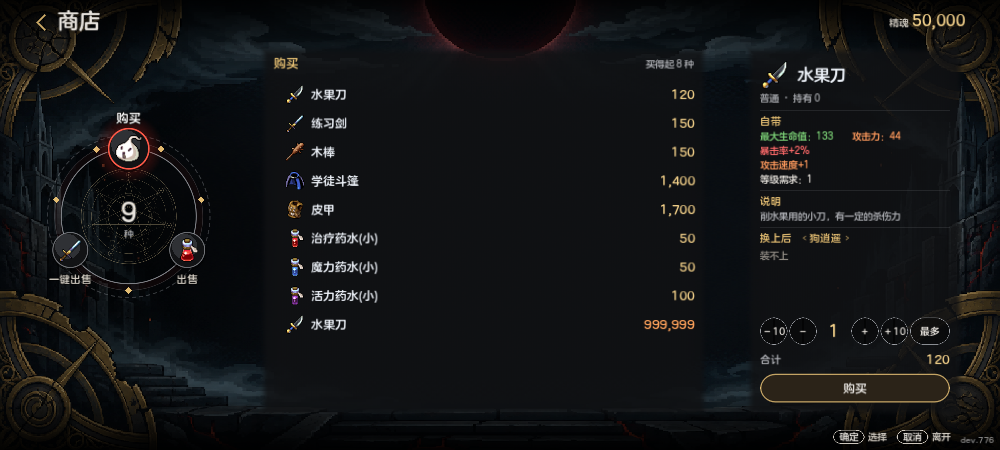 商店
精魂 50,000
购买
9
种
一键出售
出售
购买 买得起8种
水果刀 120
练习剑 150
木棒 150
学徒斗篷 1,400
皮甲 1,700
治疗药水(小) 50
魔力药水(小) 50
活力药水(小) 100
水果刀 999,999
水果刀
普通 · 持有 0
自带
最大生命值: 133 攻击力: 44
暴击率+2%
攻击速度+1
等级需求: 1
说明
削水果用的小刀，有一定的杀伤力
换上后 ‹ 狗逍遥 ›
装不上
-10 - 1 + +10 最多
合计 120
购买
确定 选择 取消 离开
dev.776